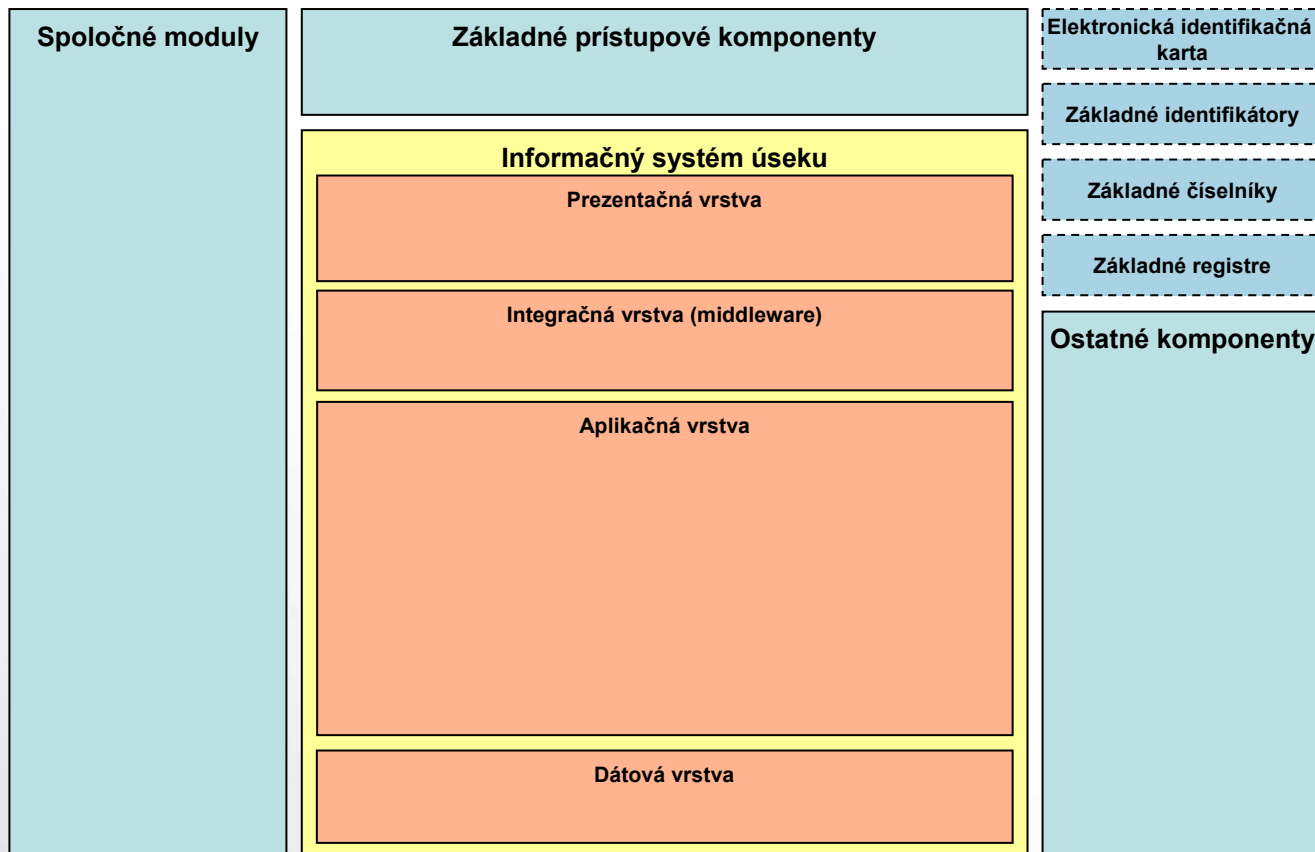 Spoločné moduly
Základné prístupové komponenty
Elektronická identifikačná
karta
Základné identifikátory
Informačný systém úseku
Prezentačná vrstva
Základné číselníky
Základné registre
Integračná vrstva (middleware)
Ostatné komponenty
Aplikačná vrstva
Dátová vrstva